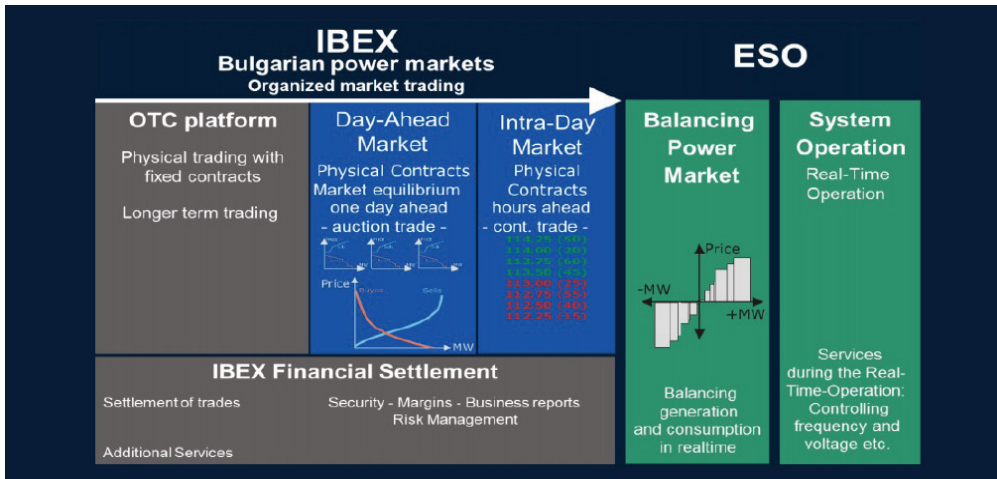 IBEX
Bulgarian power markets
Organized market trading
ESO
OTC platform
Physical trading with
fixed contracts
Longer term trading
Day-Ahead
Market
Physical Contracts
Market equilibrium
one day ahead
- auction trade -
Price
Buyes
Sells
MW
Intra-Day
Market
Physical
Contracts
hours ahead
- cont. trade -
114.25 (50)
114.00 (20)
113.75 (60)
113.50 (45)
113.00 (25)
112.75 (55)
112.50 (40)
112.25 (15)
Balancing
Power
Market
Price
-MW
+MW
Balancing
generation
and consumption
in realtime
System
Operation
Real-Time
Operation
Services
during the Real-
Time-Operation:
Controlling
frequency and
voltage etc.
IBEX Financial Settlement
Settlement of trades
Security - Margins - Business reports
Risk Management
Additional Services